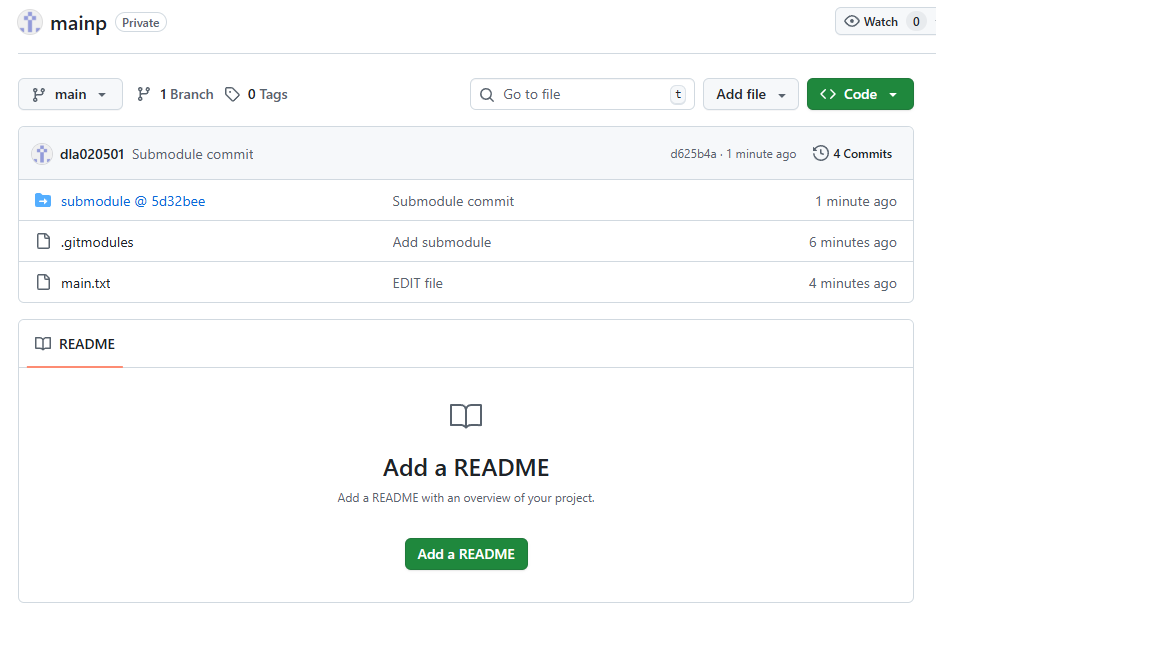 mainp Private Watch 0
main 1 Branch 0 Tags Go to file t Add file Code
dla020501 Submodule commit d625b4a · 1 minute ago 4 Commits
submodule @ 5d32bee Submodule commit 1 minute ago
.gitmodules Add submodule 6 minutes ago
main.txt EDIT file 4 minutes ago
README
Add a README
Add a README with an overview of your project.
Add a README